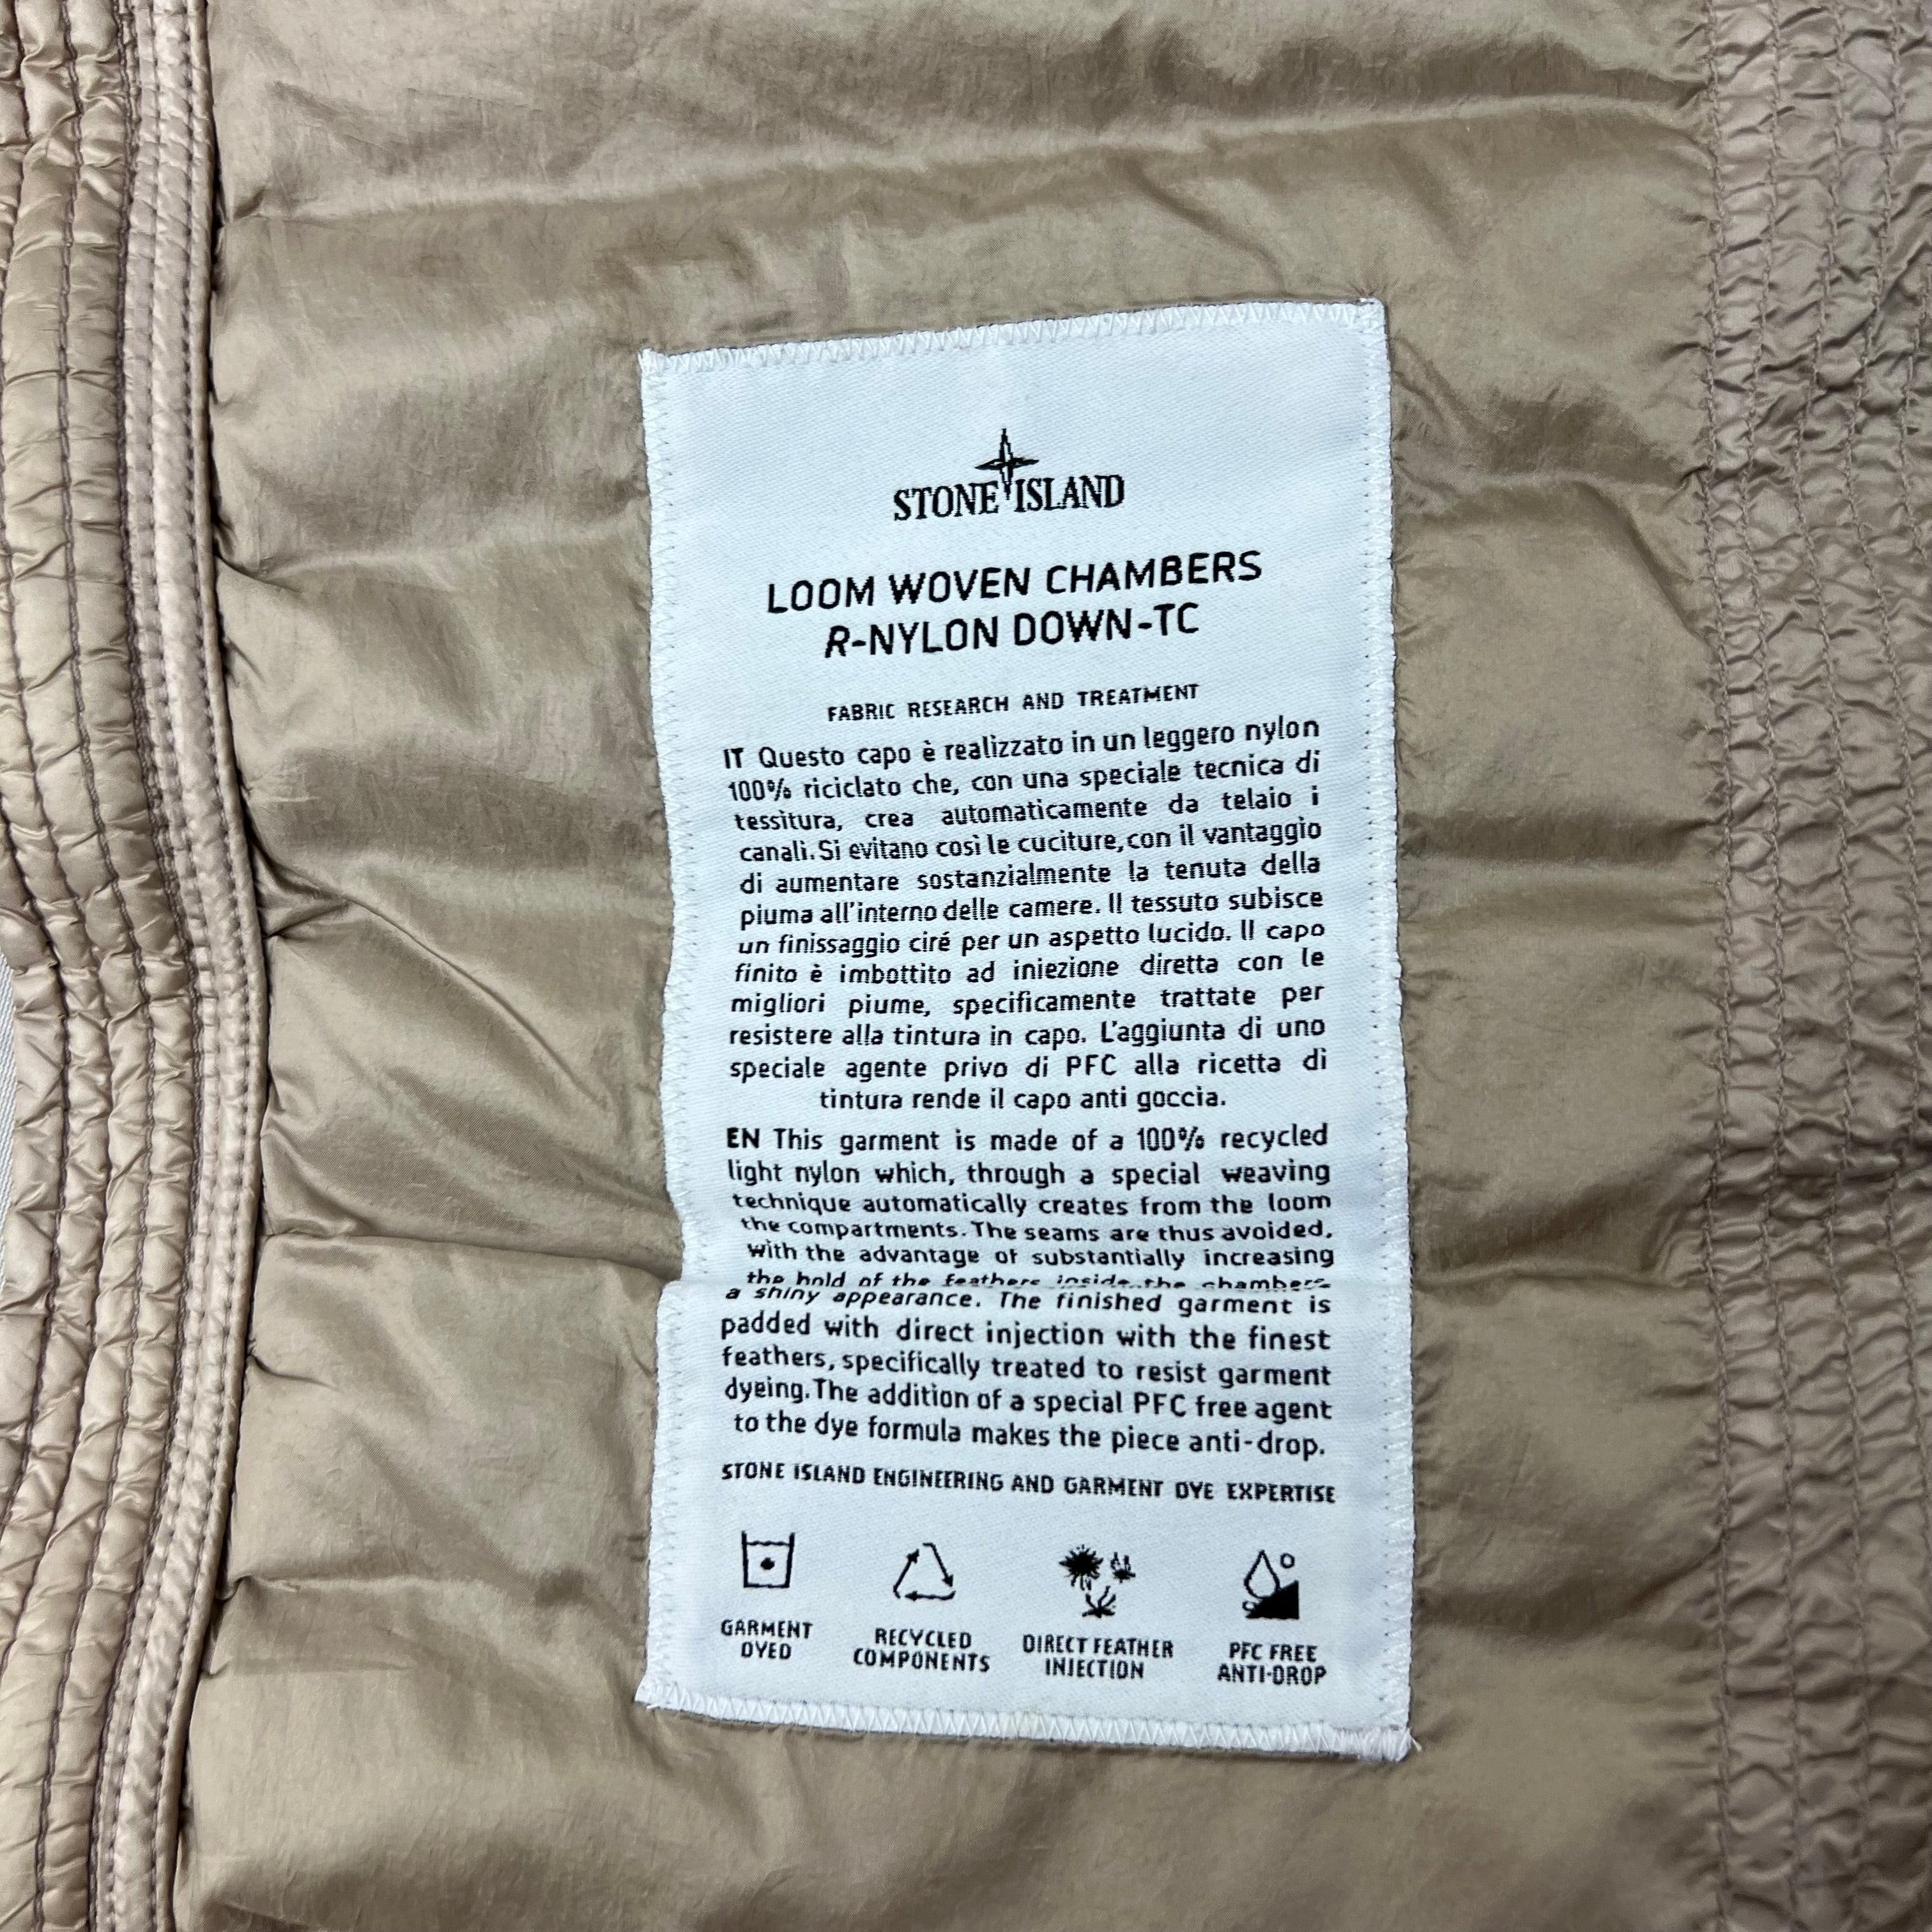 STONE ISLAND
LOOM WOVEN CHAMBERS
R-NYLON DOWN-TC
FABRIC RESEARCH AND TREATMENT
IT Questo capo è realizzato in un leggero nylon
100% riciclato che, con una speciale tecnica di
tessitura, crea automaticamente da telaio i
canali. Si evitano così le cuciture, con il vantaggio
di aumentare sostanzialmente la tenuta della
piuma all'interno delle camere. Il tessuto subisce
un finissaggio ciré per un aspetto lucido. Il capo
finito è imbottito ad iniezione diretta con le
migliori piume, specificamente trattate per
resistere alla tintura in capo. L'aggiunta di uno
speciale agente privo di PFC alla ricetta di
tintura rende il capo anti goccia.
EN This garment is made of a 100% recycled
light nylon which, through a special weaving
technique automatically creates from the loom
the compartments. The seams are thus avoided,
with the advantage of substantially increasing
the hold of the feathers inside the chambers.
a shiny appearance. The finished garment is
padded with direct injection with the finest
feathers, specifically treated to resist garment
dyeing. The addition of a special PFC free agent
to the dye formula makes the piece anti-drop.
STONE ISLAND ENGINEERING AND GARMENT DYE EXPERTISE
GARMENT
DYED
RECYCLED
COMPONENTS
DIRECT FEATHER
INJECTION
PFC FREE
ANTI-DROP